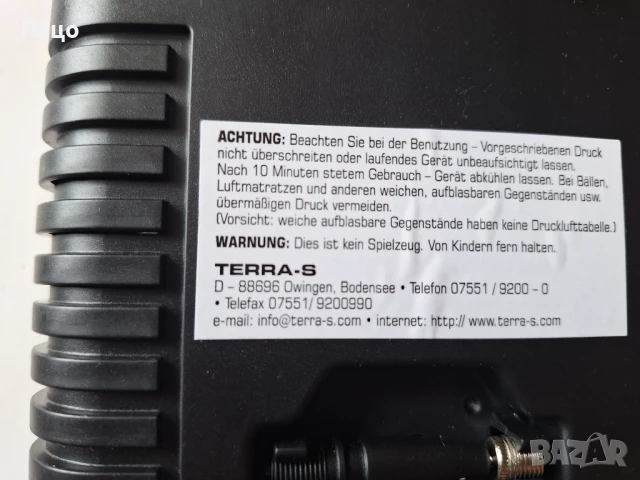 нецо
ACHTUNG: Beachten Sie bei der Benutzung – Vorgeschriebenen Druck
nicht überschreiten oder laufendes Gerät unbeaufsichtigt lassen.
Nach 10 Minuten stetem Gebrauch – Gerät abkühlen lassen. Bei Bällen,
Luftmatratzen und anderen weichen, aufblasbaren Gegenständen usw.
übermäßigen Druck vermeiden.
(Vorsicht: weiche aufblasbare Gegenstände haben keine Drucklufttabelle.)
WARNUNG: Dies ist kein Spielzeug. Von Kindern fern halten.
TERRA-S
D – 88696 Owingen, Bodensee • Telefon 07551 / 9200 – 0
• Telefax 07551/ 9200990
e-mail: info@terra-s.com • internet: http:// www.terra-s.com
BAZAR
bg